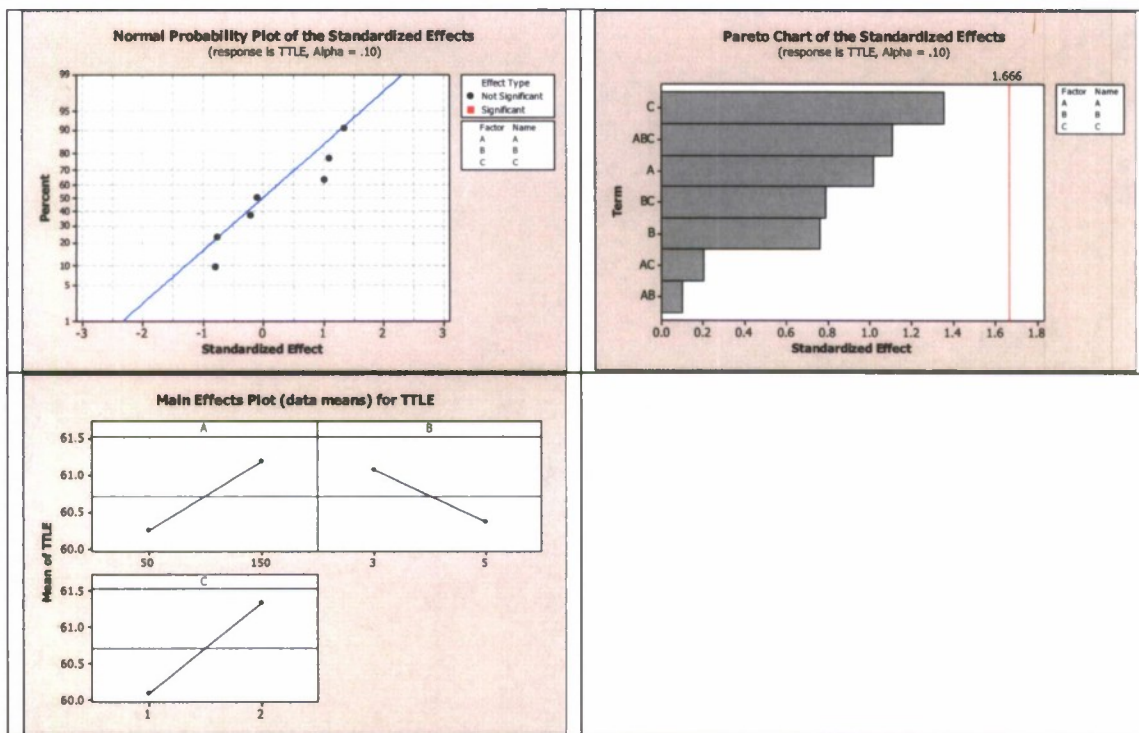 Normal Probability Plot of the Standardized Effects
(response is TTLE, Alpha = .10)
Percent
99
95
90
80
70
60
50
40
30
20
10
5
1
-3 -2 -1 0 1 2 3
Standardized Effect
Effect Type
Not Significant
Significant
Factor Name
A A
B B
C C
Pareto Chart of the Standardized Effects
(response is TTLE, Alpha = .10)
1.666
Term
C
ABC
A
BC
B
AC
AB
0.0 0.2 0.4 0.6 0.8 1.0 1.2 1.4 1.6 1.8
Standardized Effect
Factor Name
A A
B B
C C
Main Effects Plot (data means) for TTLE
Mean of TTLE
A B
61.5
61.0
60.5
60.0
50 150 3 5
C
61.5
61.0
60.5
60.0
1 2